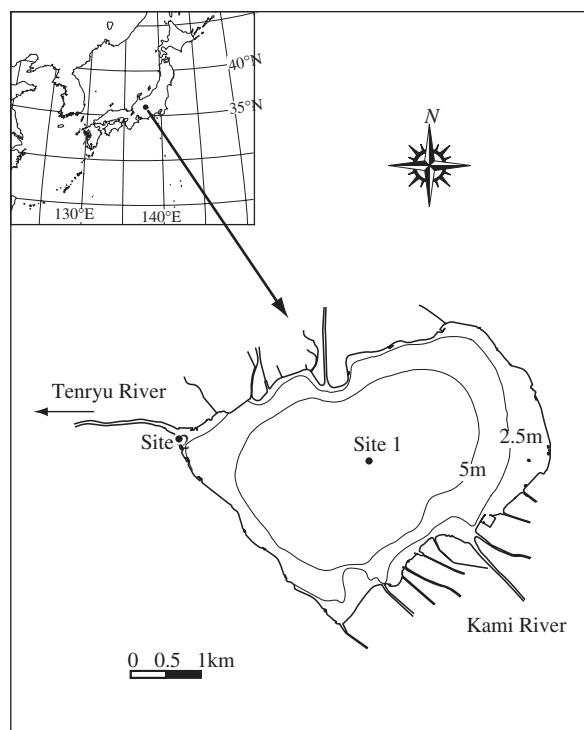 40°N
35°N
130°E
140°E
N
Tenryu River
Site 2
Site 1
2.5m
5m
Kami River
0 0.5 1km